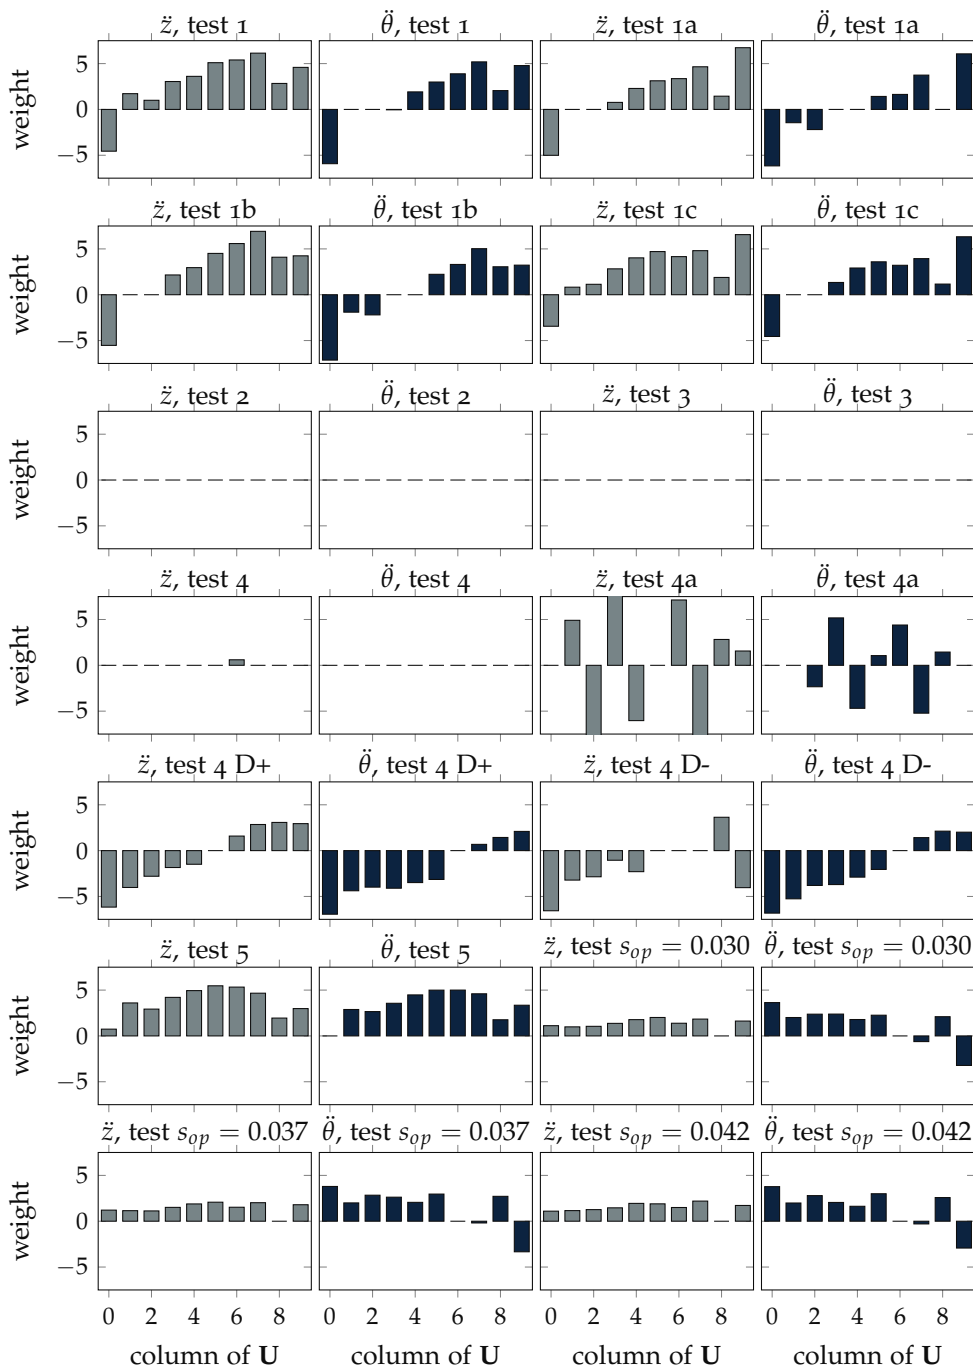 z̈, test 1 θ̈, test 1 z̈, test 1a θ̈, test 1a
5
0
−5
weight
z̈, test 1b θ̈, test 1b z̈, test 1c θ̈, test 1c
5
0
−5
weight
z̈, test 2 θ̈, test 2 z̈, test 3 θ̈, test 3
5
0
−5
weight
z̈, test 4 θ̈, test 4 z̈, test 4a θ̈, test 4a
5
0
−5
weight
z̈, test 4 D+ θ̈, test 4 D+ z̈, test 4 D- θ̈, test 4 D-
5
0
−5
weight
z̈, test 5 θ̈, test 5 z̈, test s_op = 0.030 θ̈, test s_op = 0.030
5
0
−5
weight
z̈, test s_op = 0.037 θ̈, test s_op = 0.037 z̈, test s_op = 0.042 θ̈, test s_op = 0.042
5
0
−5
weight
0 2 4 6 8 0 2 4 6 8 0 2 4 6 8 0 2 4 6 8
column of U column of U column of U column of U